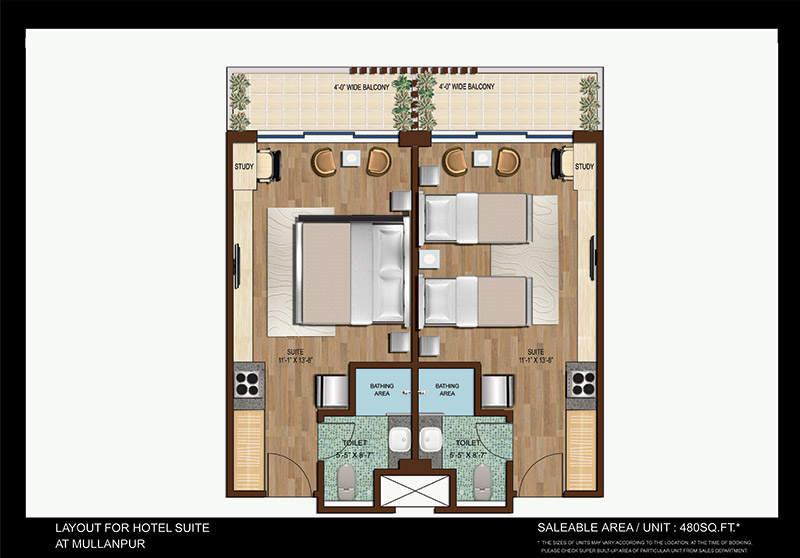 4'-0" WIDE BALCONY
4'-0" WIDE BALCONY
STUDY
STUDY
SUITE
11'-1" X 13'-8"
SUITE
11'-1" X 13'-8"
BATHING
AREA
BATHING
AREA
TOILET
5'-5" X 8'-7"
TOILET
5'-5" X 8'-7"
LAYOUT FOR HOTEL SUITE
AT MULLANPUR
SALEABLE AREA / UNIT : 480SQ.FT.*
* THE SIZES OF UNITS MAY VARY ACCORDING TO THE LOCATION AT THE TIME OF BOOKING.
PLEASE CHECK SUPER BUILT-UP AREA OF PARTICULAR UNIT FROM SALES DEPARTMENT.